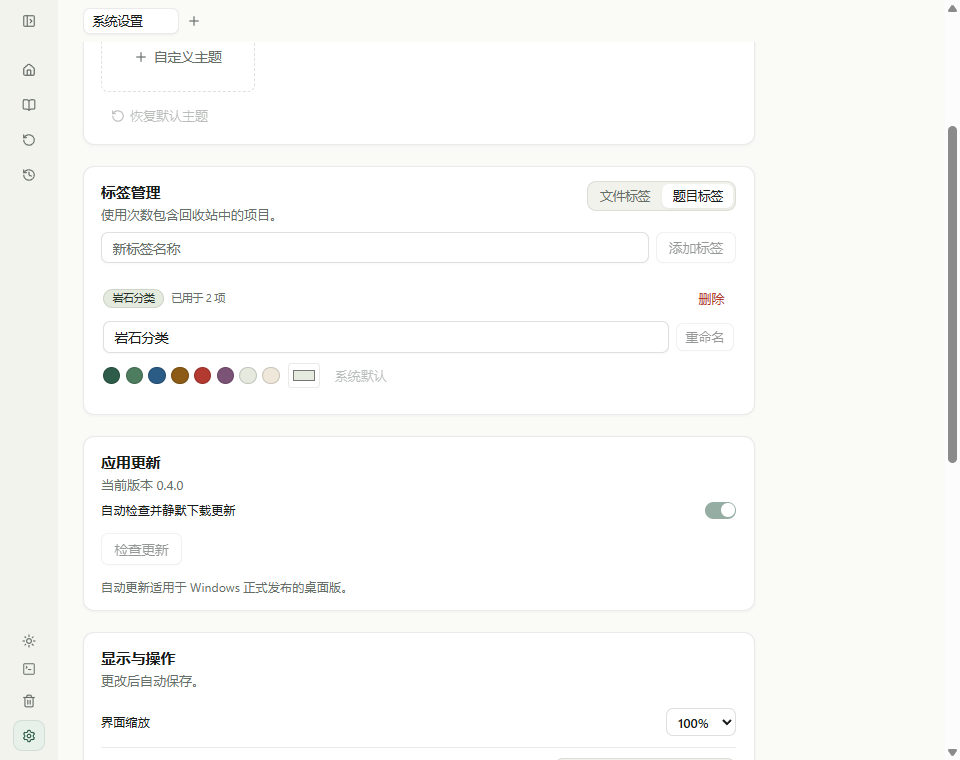 系统设置
自定义主题
恢复默认主题
标签管理
文件标签 题目标签
使用次数包含回收站中的项目。
新标签名称 添加标签
岩石分类 已用于 2 项 删除
岩石分类 重命名
系统默认
应用更新
当前版本 0.4.0
自动检查并静默下载更新
检查更新
自动更新适用于 Windows 正式发布的桌面版。
显示与操作
更改后自动保存。
界面缩放 100%